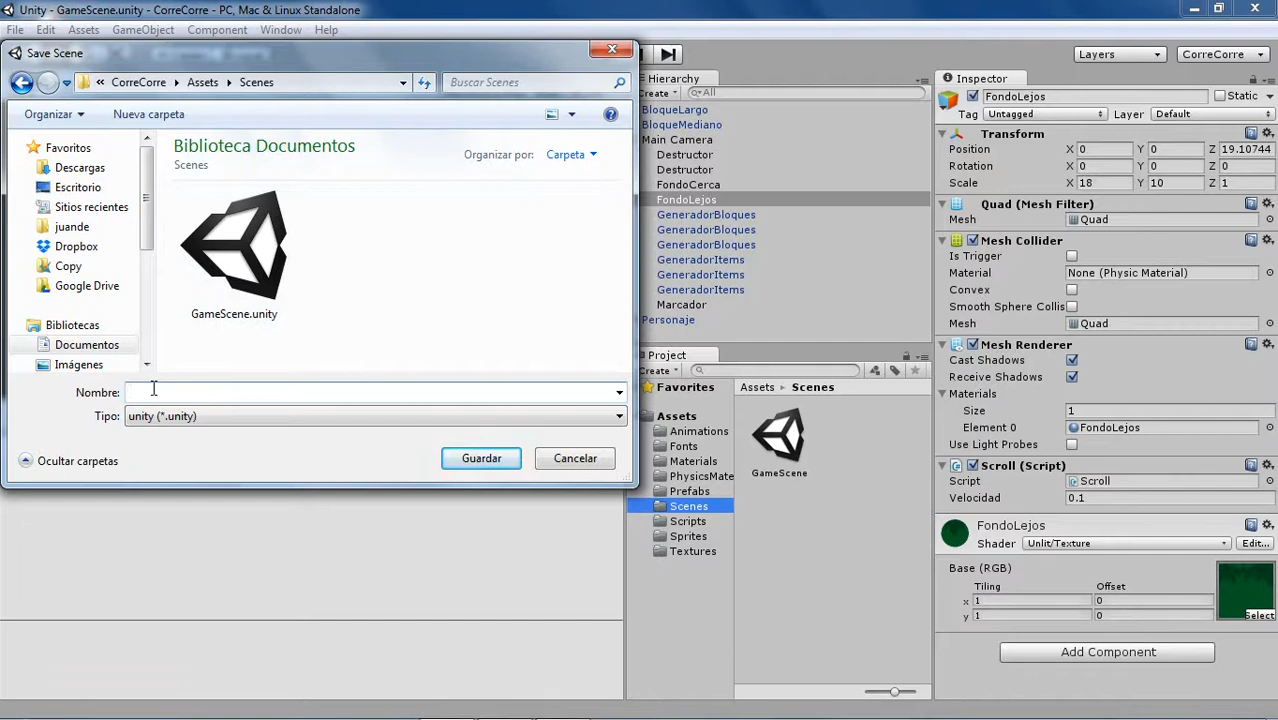 Unity - GameScene.unity - CorreCorre - PC, Mac & Linux Standalone
File Edit Assets GameObject Component Window Help
Save Scene
« CorreCorre Assets Scenes
Buscar Scenes
Organizar Nueva carpeta
Favoritos
Descargas
Escritorio
Sitios recientes
juande
Dropbox
Copy
Google Drive
Bibliotecas
Documentos
Imágenes
Biblioteca Documentos
Scenes
Organizar por: Carpeta
GameScene.unity
Nombre:
Tipo: unity (*.unity)
Ocultar carpetas
Guardar Cancelar
Layers CorreCorre
Hierarchy
Create All
BloqueLargo
BloqueMediano
Main Camera
Destructor
Destructor
FondoCerca
FondoLejos
GeneradorBloques
GeneradorBloques
GeneradorBloques
GeneradorItems
GeneradorItems
GeneradorItems
Marcador
Personaje
Project
Create
Favorites
Assets
Animations
Fonts
Materials
PhysicsMate
Prefabs
Scenes
Scripts
Sprites
Textures
Assets Scenes
GameScene
Inspector
FondoLejos Static
Tag Untagged Layer Default
Transform
Position X 0 Y 0 Z 19.10744
Rotation X 0 Y 0 Z 0
Scale X 18 Y 10 Z 1
Quad (Mesh Filter)
Mesh Quad
Mesh Collider
Is Trigger
Material None (Physic Material)
Convex
Smooth Sphere Collis
Mesh Quad
Mesh Renderer
Cast Shadows
Receive Shadows
Materials
Size 1
Element 0 FondoLejos
Use Light Probes
Scroll (Script)
Script Scroll
Velocidad 0.1
FondoLejos
Shader Unlit/Texture Edit...
Base (RGB)
Tiling Offset
x 1 0
y 1 0
Select
Add Component